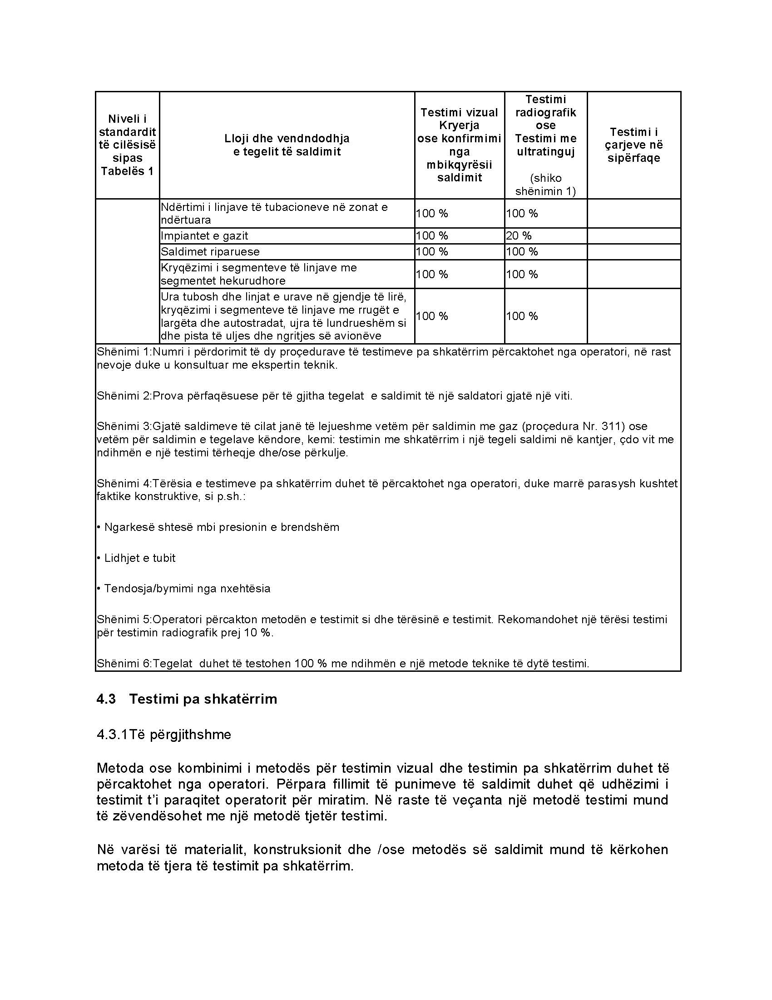 Niveli i
standardit
të cilësisë
sipas
Tabelës 1
Lloji dhe vendndodhja
e tegelit të saldimit
Testimi vizual
Kryerja
ose konfirmimi
nga
mbikqyrësii
saldimit
Testimi
radiografik
ose
Testimi me
ultratinguj
(shiko
shënimin 1)
Testimi i
çarjeve në
sipërfaqe
Ndërtimi i linjave të tubacioneve në zonat e
ndërtuara
100 %
100 %
Impiantet e gazit
100 %
20 %
Saldimet riparuese
100 %
100 %
Kryqëzimi i segmenteve të linjave me
segmentet hekurudhore
100 %
100 %
Ura tubosh dhe linjat e urave në gjendje të lirë,
kryqëzimi i segmenteve të linjave me rrugët e
largëta dhe autostradat, ujra të lundrueshëm si
dhe pista të uljes dhe ngritjes së avionëve
100 %
100 %
Shënimi 1:Numri i përdorimit të dy proçedurave të testimeve pa shkatërrim përcaktohet nga operatori, në rast
nevoje duke u konsultuar me ekspertin teknik.
Shënimi 2:Prova përfaqësuese për të gjitha tegelat  e saldimit të një saldatori gjatë një viti.
Shënimi 3:Gjatë saldimeve të cilat janë të lejueshme vetëm për saldimin me gaz (proçedura Nr. 311) ose
vetëm për saldimin e tegelave këndore, kemi: testimin me shkatërrim i një tegeli saldimi në kantjer, çdo vit me
ndihmën e një testimi tërheqje dhe/ose përkulje.
Shënimi 4:Tërësia e testimeve pa shkatërrim duhet të përcaktohet nga operatori, duke marrë parasysh kushtet
faktike konstruktive, si p.sh.:
• Ngarkesë shtesë mbi presionin e brendshëm
• Lidhjet e tubit
• Tendosja/bymimi nga nxehtësia
Shënimi 5:Operatori përcakton metodën e testimit si dhe tërësinë e testimit. Rekomandohet një tërësi testimi
për testimin radiografik prej 10 %.
Shënimi 6:Tegelat  duhet të testohen 100 % me ndihmën e një metode teknike të dytë testimi.
4.3 Testimi pa shkatërrim
4.3.1Të përgjithshme
Metoda ose kombinimi i metodës për testimin vizual dhe testimin pa shkatërrim duhet të
përcaktohet nga operatori. Përpara fillimit të punimeve të saldimit duhet që udhëzimi i
testimit t’i paraqitet operatorit për miratim. Në raste të veçanta një metodë testimi mund
të zëvendësohet me një metodë tjetër testimi.
Në varësi të materialit, konstruksionit dhe /ose metodës së saldimit mund të kërkohen
metoda të tjera të testimit pa shkatërrim.